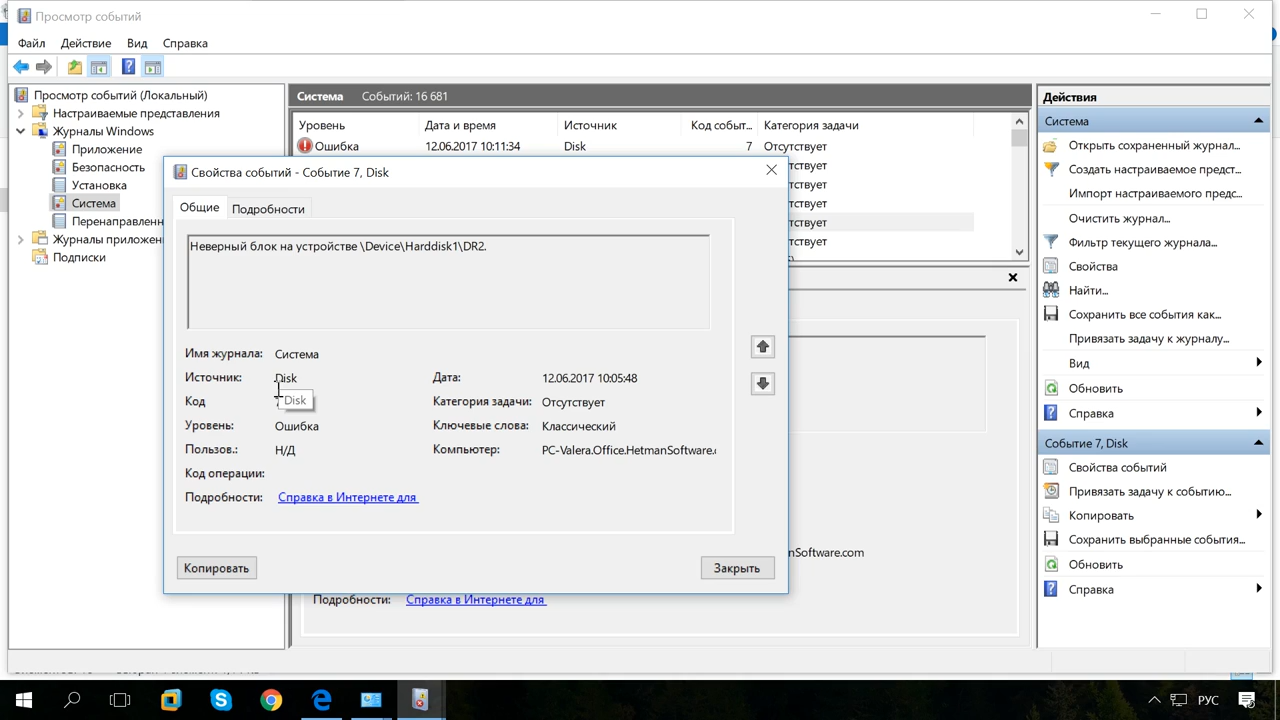 Просмотр событий
Файл Действие Вид Справка
Просмотр событий (Локальный)
Настраиваемые представления
Журналы Windows
Приложение
Безопасность
Установка
Система
Перенаправленн
Журналы приложен
Подписки
Система Событий: 16 681
Уровень Дата и время Источник Код событ... Категория задачи
Ошибка 12.06.2017 10:11:34 Disk 7 Отсутствует
тствует
тствует
тствует
тствует
тствует
Свойства событий - Событие 7, Disk
Общие Подробности
Неверный блок на устройстве \Device\Harddisk1\DR2.
Имя журнала: Система
Источник: Disk Дата: 12.06.2017 10:05:48
Код Disk Категория задачи: Отсутствует
Уровень: Ошибка Ключевые слова: Классический
Пользов.: Н/Д Компьютер: PC-Valera.Office.HetmanSoftware.
Код операции:
Подробности: Справка в Интернете для
Копировать Закрыть
nSoftware.com
Подробности: Справка в Интернете для
Действия
Система
Открыть сохраненный журнал...
Создать настраиваемое предст...
Импорт настраиваемого предс...
Очистить журнал...
Фильтр текущего журнала...
Свойства
Найти...
Сохранить все события как...
Привязать задачу к журналу...
Вид
Обновить
Справка
Событие 7, Disk
Свойства событий
Привязать задачу к событию...
Копировать
Сохранить выбранные события...
Обновить
Справка
РУС